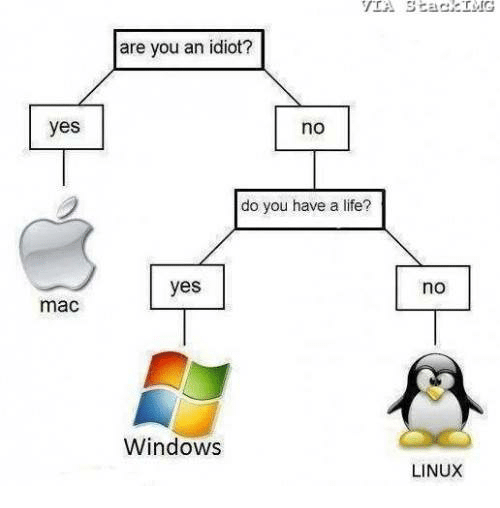 VIA StackIMG
are you an idiot?
yes
no
do you have a life?
mac
yes
no
Windows
LINUX